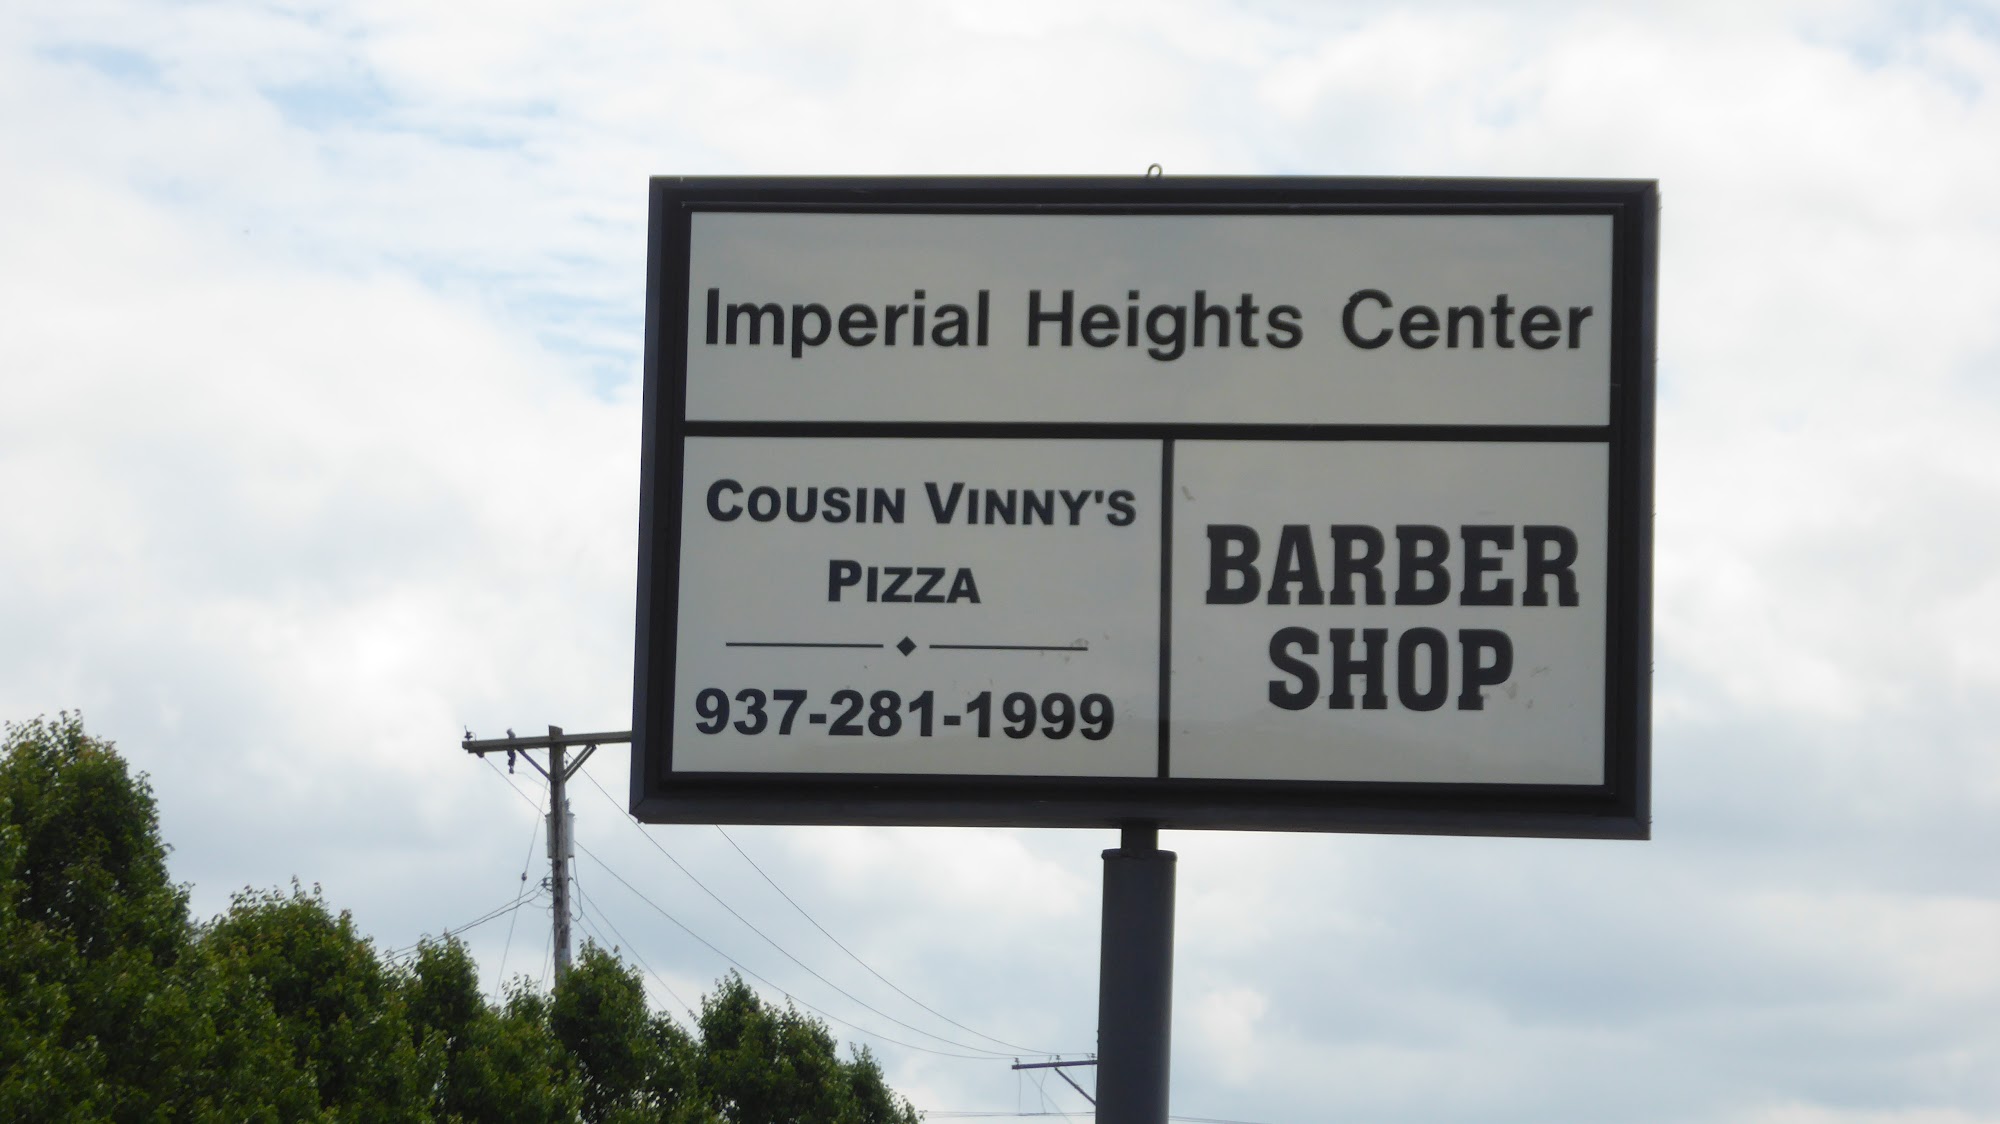 Imperial Heights Center
COUSIN VINNY'S
PIZZA
937-281-1999
BARBER
SHOP